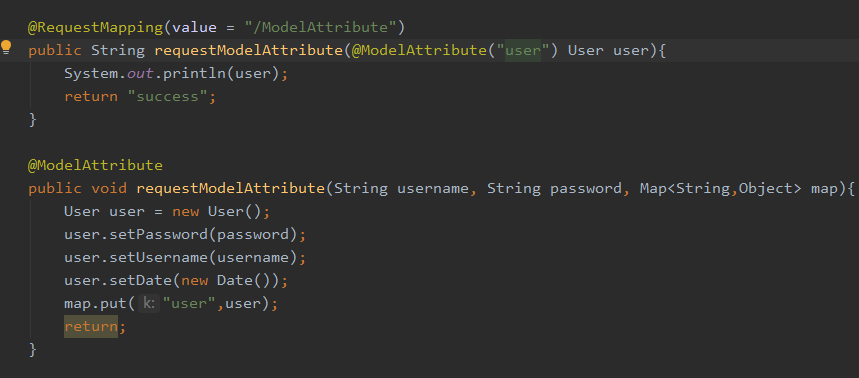 @RequestMapping(value = "/ModelAttribute")
public String requestModelAttribute(@ModelAttribute("user") User user){
System.out.println(user);
return "success";
}
@ModelAttribute
public void requestModelAttribute(String username, String password, Map<String,Object> map){
User user = new User();
user.setPassword(password);
user.setUsername(username);
user.setDate(new Date());
map.put( k: "user",user);
return;
}